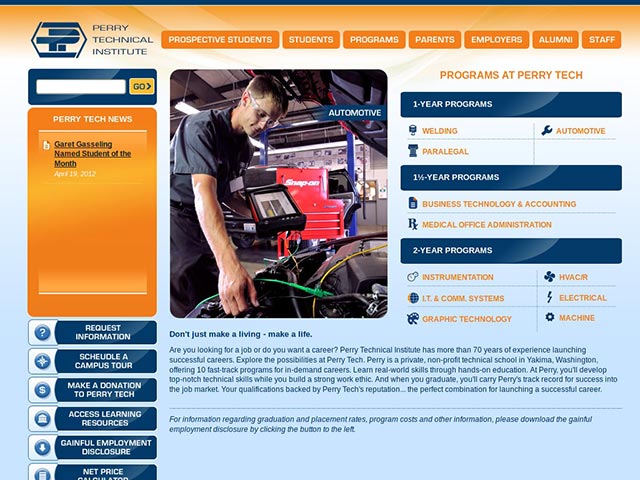 PERRY
TECHNICAL
INSTITUTE
PROSPECTIVE STUDENTS
STUDENTS
PROGRAMS
PARENTS
EMPLOYERS
ALUMNI
STAFF
GO
PERRY TECH NEWS
Garet Gasseling
Named Student of the
Month
April 19, 2012
REQUEST
INFORMATION
SCHEUDLE A
CAMPUS TOUR
MAKE A DONATION
TO PERRY TECH
ACCESS LEARNING
RESOURCES
GAINFUL EMPLOYMENT
DISCLOSURE
NET PRICE
CALCULATOR
AUTOMOTIVE
Snap-on
PROGRAMS AT PERRY TECH
1-YEAR PROGRAMS
WELDING
AUTOMOTIVE
PARALEGAL
1½-YEAR PROGRAMS
BUSINESS TECHNOLOGY & ACCOUNTING
MEDICAL OFFICE ADMINISTRATION
2-YEAR PROGRAMS
INSTRUMENTATION
HVAC/R
I.T. & COMM. SYSTEMS
ELECTRICAL
GRAPHIC TECHNOLOGY
MACHINE
Don't just make a living - make a life.
Are you looking for a job or do you want a career? Perry Technical Institute has more than 70 years of experience launching
successful careers. Explore the possibilities at Perry Tech. Perry is a private, non-profit technical school in Yakima, Washington,
offering 10 fast-track programs for in-demand careers. Learn real-world skills through hands-on education. At Perry, you'll develop
top-notch technical skills while you build a strong work ethic. And when you graduate, you'll carry Perry's track record for success into
the job market. Your qualifications backed by Perry Tech's reputation... the perfect combination for launching a successful career.
For information regarding graduation and placement rates, program costs and other information, please download the gainful
employment disclosure by clicking the button to the left.